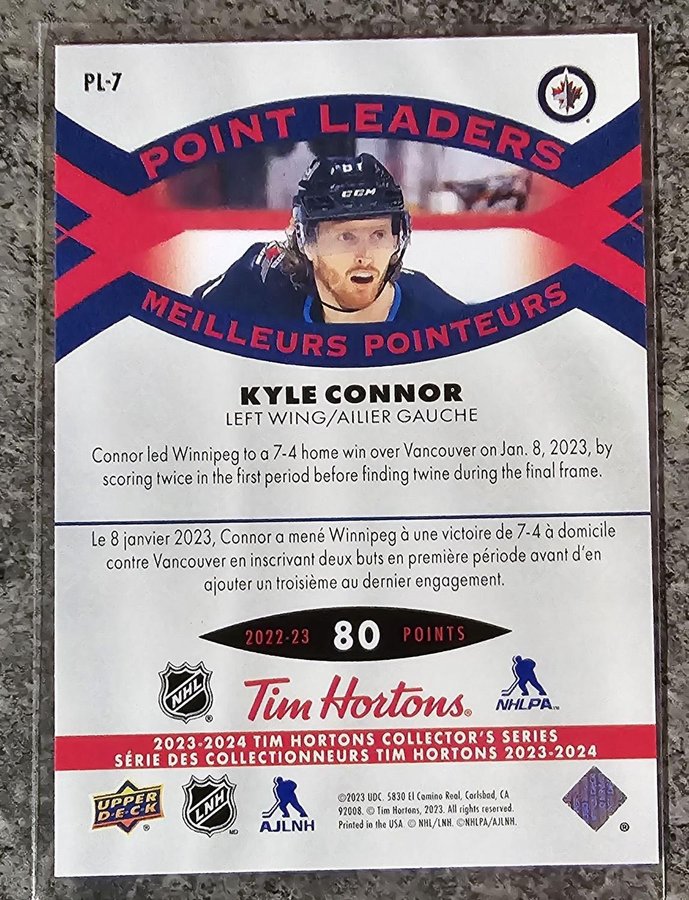 PL-7
POINT LEADERS
81
CCM
MEILLEURS POINTEURS
KYLE CONNOR
LEFT WING/AILIER GAUCHE
Connor led Winnipeg to a 7-4 home win over Vancouver on Jan. 8, 2023, by
scoring twice in the first period before finding twine during the final frame.
Le 8 janvier 2023, Connor a mené Winnipeg à une victoire de 7-4 à domicile
contre Vancouver en inscrivant deux buts en première période avant d'en
ajouter un troisième au dernier engagement.
2022-23 80 POINTS
NHL ® Tim Hortons® NHLPA™
2023-2024 TIM HORTONS COLLECTOR'S SERIES
SÉRIE DES COLLECTIONNEURS TIM HORTONS 2023-2024
UPPER DECK ® LNH MD AJLNH
©2023 UDC. 5830 El Camino Real, Carlsbad, CA
92008. © Tim Hortons, 2023. All rights reserved.
Printed in the USA. © NHL/LNH. ©NHLPA/AJLNH.
®